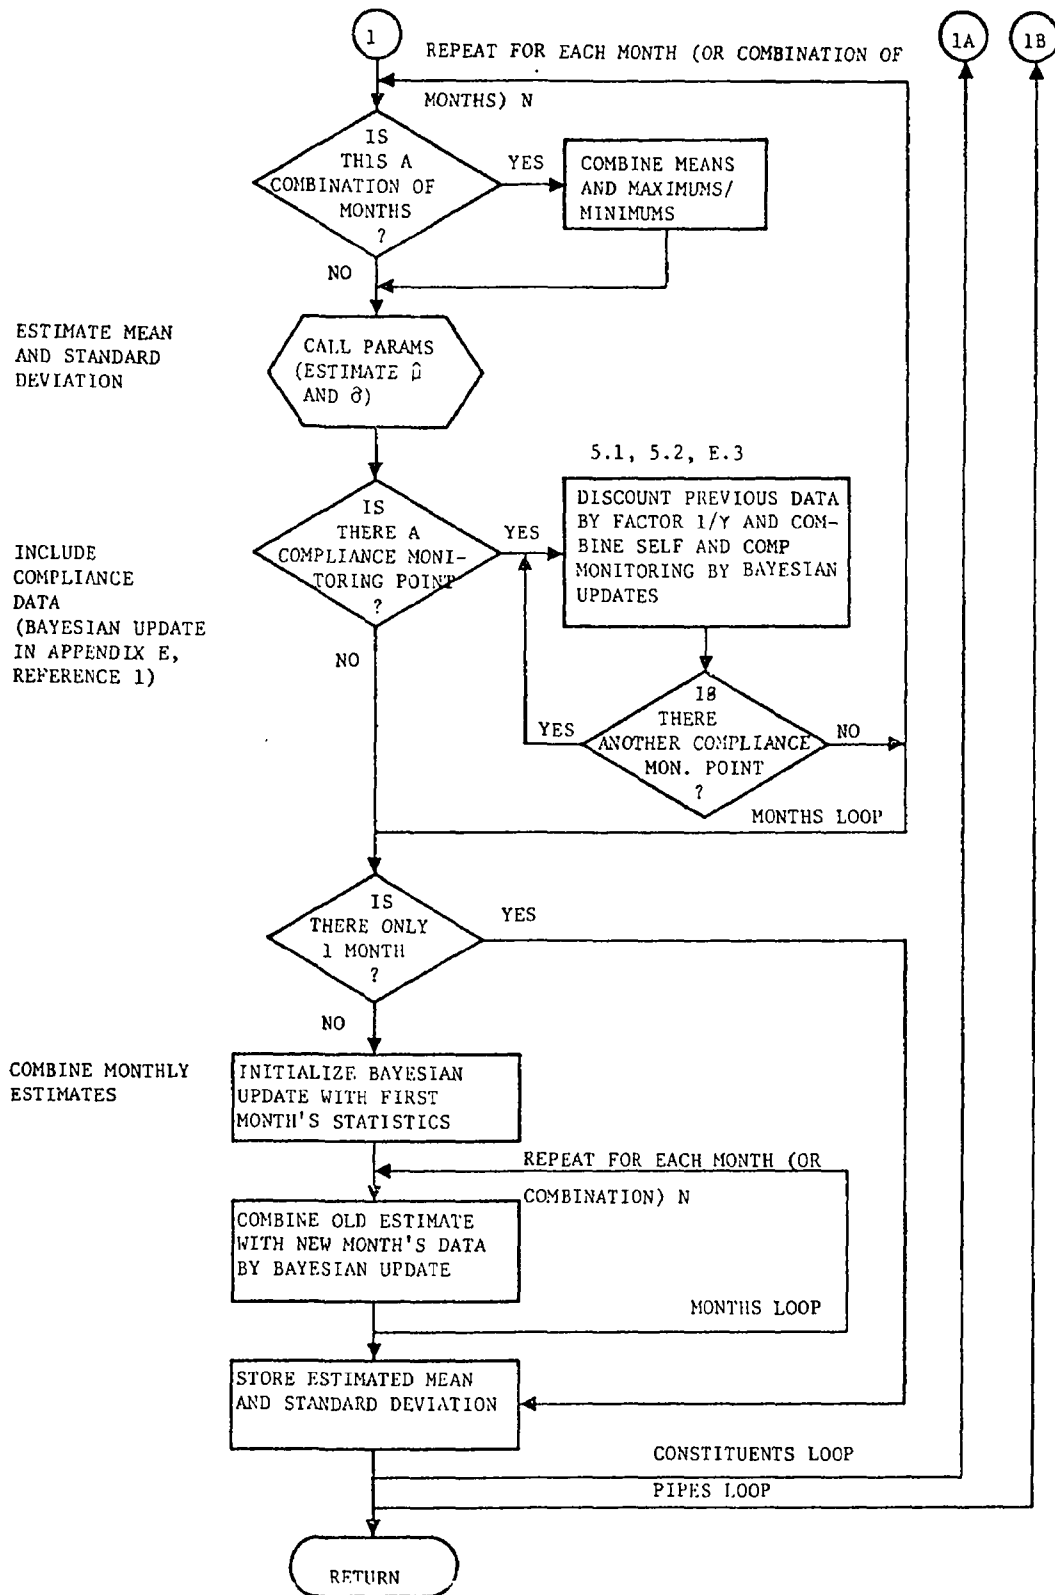 1
1A
1B
REPEAT FOR EACH MONTH (OR COMBINATION OF
MONTHS) N
IS
THIS A
COMBINATION OF
MONTHS
?
YES
COMBINE MEANS
AND MAXIMUMS/
MINIMUMS
NO
ESTIMATE MEAN
AND STANDARD
DEVIATION
CALL PARAMS
(ESTIMATE μ̂
AND σ̂)
5.1, 5.2, E.3
INCLUDE
COMPLIANCE
DATA
(BAYESIAN UPDATE
IN APPENDIX E,
REFERENCE 1)
IS
THERE A
COMPLIANCE MONI-
TORING POINT
?
YES
DISCOUNT PREVIOUS DATA
BY FACTOR 1/γ AND COM-
BINE SELF AND COMP
MONITORING BY BAYESIAN
UPDATES
NO
IS
THERE
ANOTHER COMPLIANCE
MON. POINT
?
YES
NO
MONTHS LOOP
IS
THERE ONLY
1 MONTH
?
YES
NO
COMBINE MONTHLY
ESTIMATES
INITIALIZE BAYESIAN
UPDATE WITH FIRST
MONTH'S STATISTICS
REPEAT FOR EACH MONTH (OR
COMBINATION) N
COMBINE OLD ESTIMATE
WITH NEW MONTH'S DATA
BY BAYESIAN UPDATE
MONTHS LOOP
STORE ESTIMATED MEAN
AND STANDARD DEVIATION
CONSTITUENTS LOOP
PIPES LOOP
RETURN